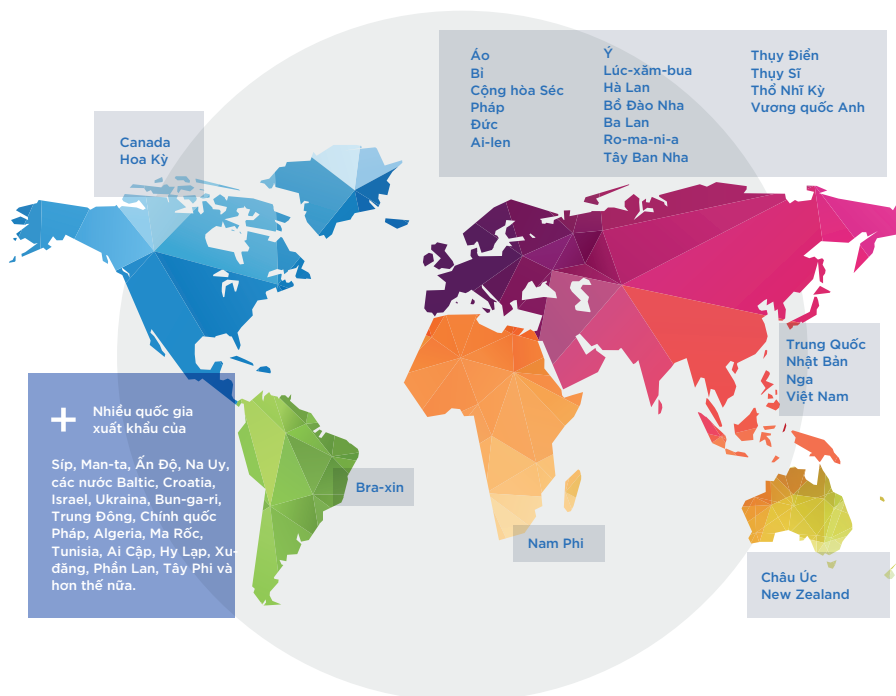 Áo
Bỉ
Cộng hòa Séc
Pháp
Đức
Ai-len
Ý
Lúc-xăm-bua
Hà Lan
Bồ Đào Nha
Ba Lan
Ro-ma-ni-a
Tây Ban Nha
Thụy Điển
Thụy Sĩ
Thổ Nhĩ Kỳ
Vương quốc Anh
Canada
Hoa Kỳ
Trung Quốc
Nhật Bản
Nga
Việt Nam
+ Nhiều quốc gia
xuất khẩu của
Síp, Man-ta, Ấn Độ, Na Uy,
các nước Baltic, Croatia,
Israel, Ukraina, Bun-ga-ri,
Trung Đông, Chính quốc
Pháp, Algeria, Ma Rốc,
Tunisia, Ai Cập, Hy Lạp, Xu-
đăng, Phần Lan, Tây Phi và
hơn thế nữa.
Bra-xin
Nam Phi
Châu Úc
New Zealand